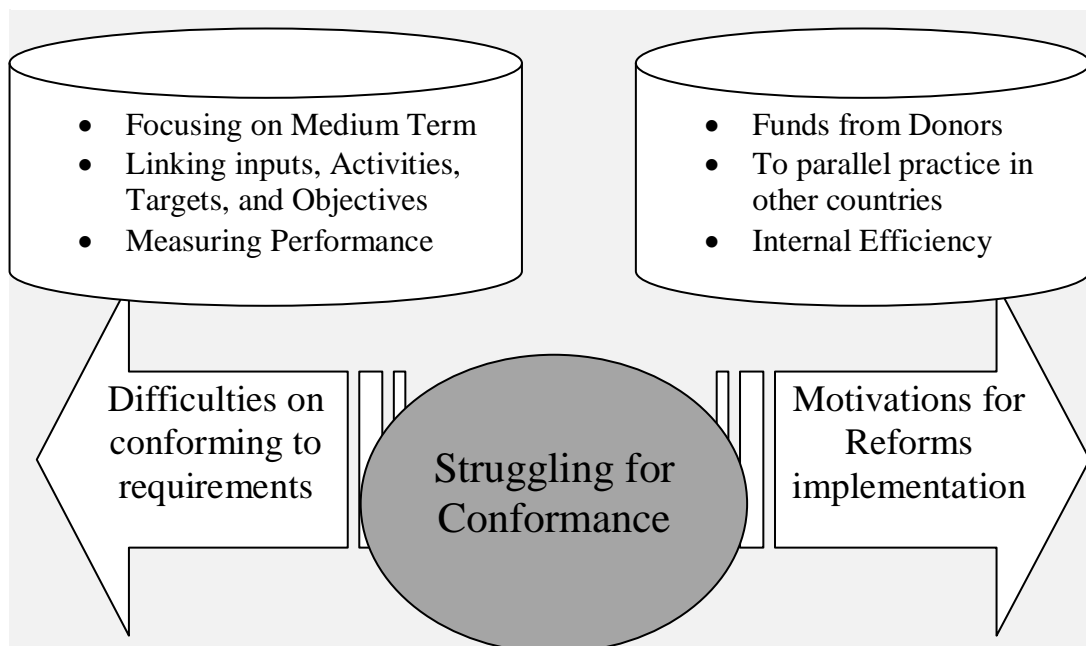 • Focusing on Medium Term
• Linking inputs, Activities,
Targets, and Objectives
• Measuring Performance
• Funds from Donors
• To parallel practice in
other countries
• Internal Efficiency
Difficulties on
conforming to
requirements
Struggling for
Conformance
Motivations for
Reforms
implementation